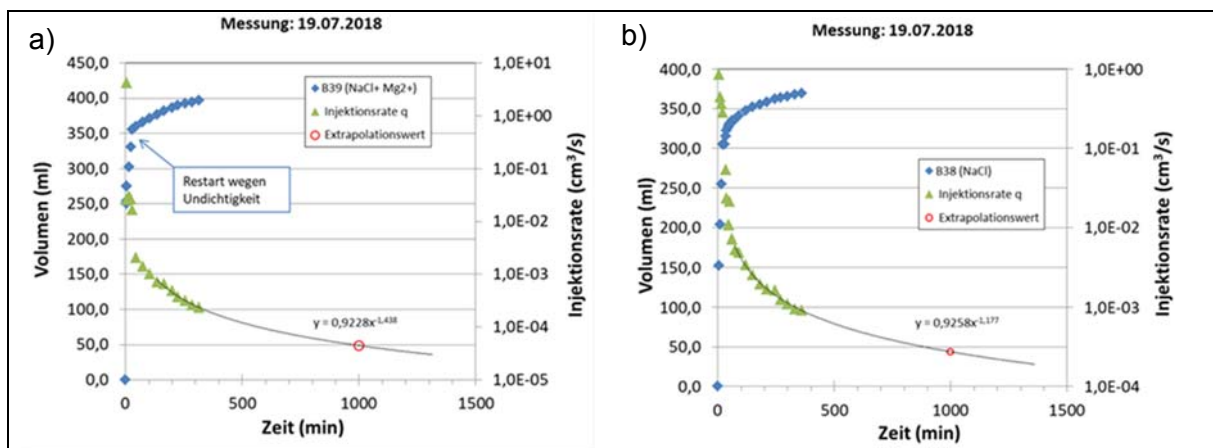 a)
Messung: 19.07.2018
Volumen (ml)
450,0
400,0
350,0
300,0
250,0
200,0
150,0
100,0
50,0
0,0
B39 (NaCl+ Mg2+)
Injektionsrate q
Extrapolationswert
Restart wegen
Undichtigkeit
y = 0,9228x^-1,438
1,0E+01
1,0E+00
1,0E-01
1,0E-02
1,0E-03
1,0E-04
1,0E-05
Injektionsrate (cm³/s)
0 500 1000 1500
Zeit (min)
b)
Messung: 19.07.2018
Volumen (ml)
400,0
350,0
300,0
250,0
200,0
150,0
100,0
50,0
0,0
B38 (NaCl)
Injektionsrate q
Extrapolationswert
y = 0,9258x^-1,177
1,0E+00
1,0E-01
1,0E-02
1,0E-03
1,0E-04
Injektionsrate (cm³/s)
0 500 1000 1500
Zeit (min)